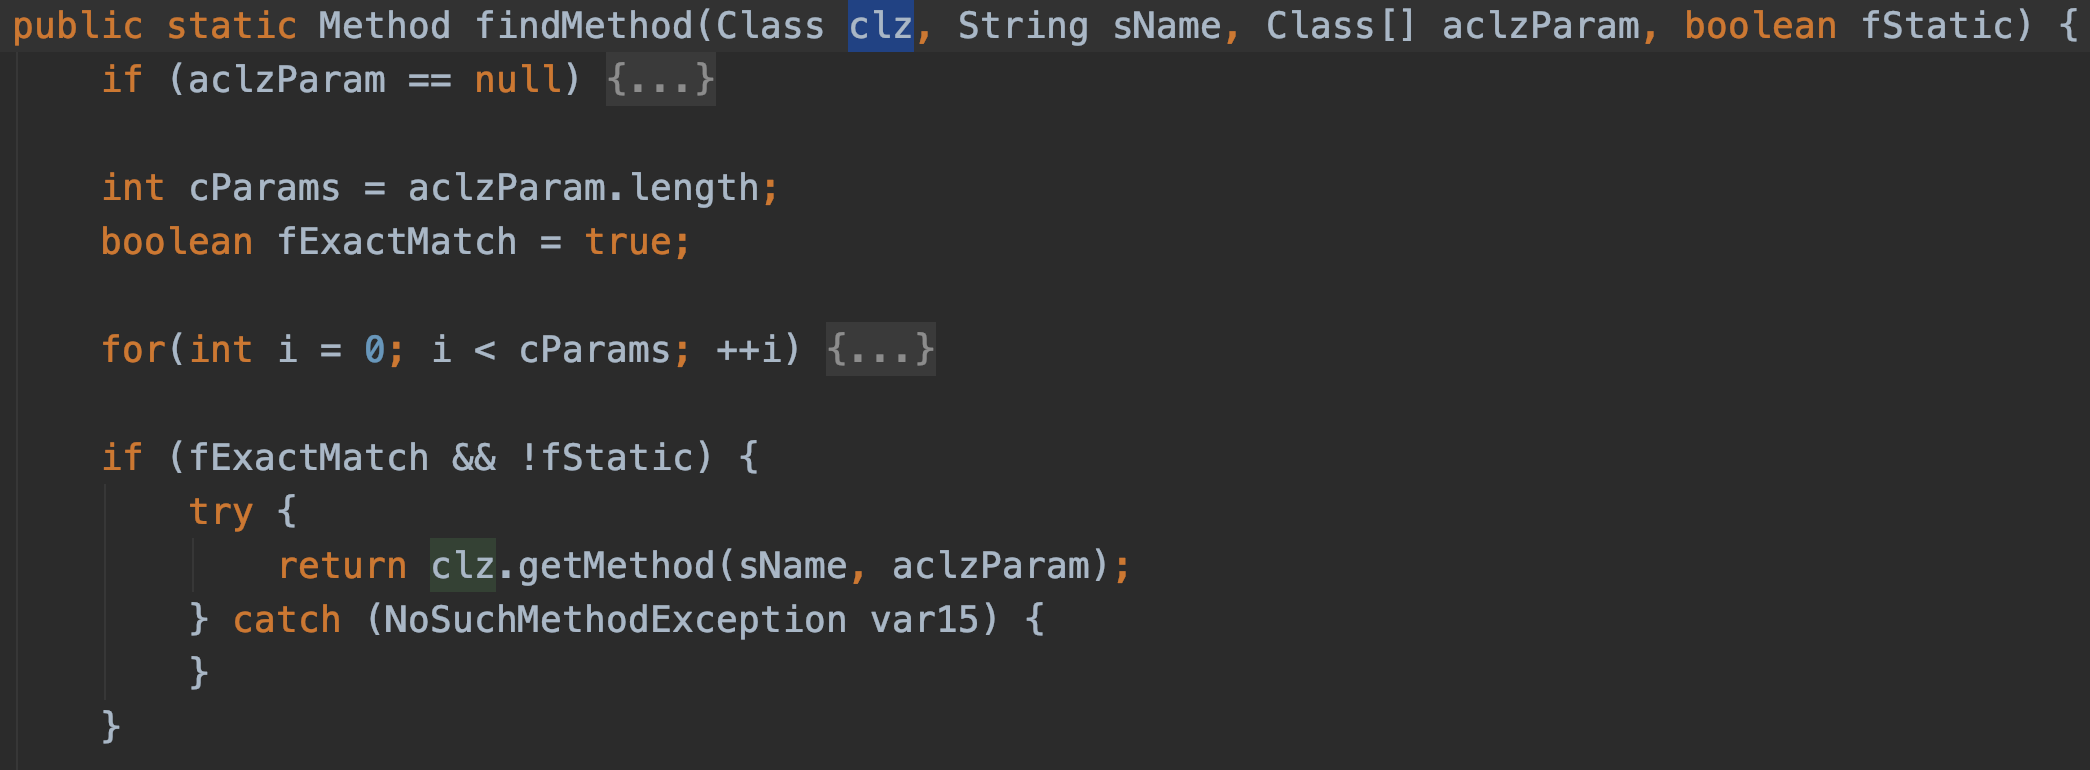 public static Method findMethod(Class clz, String sName, Class[] aclzParam, boolean fStatic) {
if (aclzParam == null) {...}
int cParams = aclzParam.length;
boolean fExactMatch = true;
for(int i = 0; i < cParams; ++i) {...}
if (fExactMatch && !fStatic) {
try {
return clz.getMethod(sName, aclzParam);
} catch (NoSuchMethodException var15) {
}
}